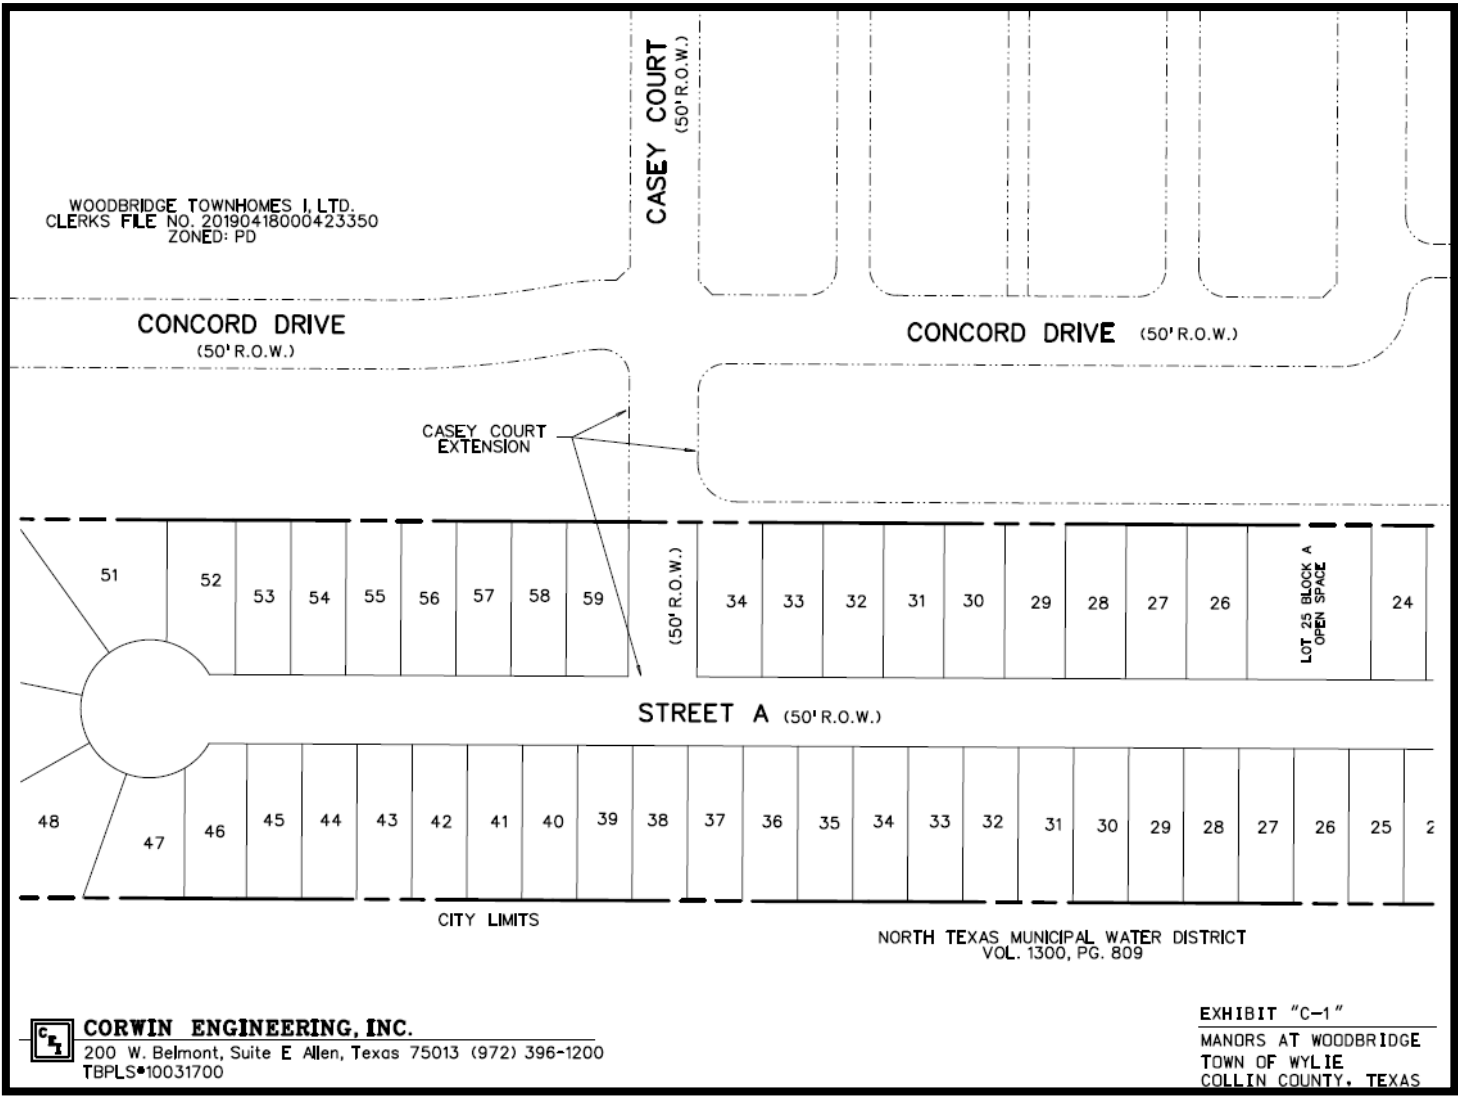 CASEY COURT
(50' R.O.W.)
WOODBRIDGE TOWNHOMES I, LTD.
CLERKS FILE NO. 20190418000423350
ZONED: PD
CONCORD DRIVE
(50' R.O.W.)
CONCORD DRIVE (50' R.O.W.)
CASEY COURT
EXTENSION
51 52 53 54 55 56 57 58 59
(50' R.O.W.)
34 33 32 31 30 29 28 27 26
LOT 25 BLOCK A
OPEN SPACE
24
STREET A (50' R.O.W.)
48 47 46 45 44 43 42 41 40 39 38 37 36 35 34 33 32 31 30 29 28 27 26 25 2
CITY LIMITS
NORTH TEXAS MUNICIPAL WATER DISTRICT
VOL. 1300, PG. 809
CEI
CORWIN ENGINEERING, INC.
200 W. Belmont, Suite E Allen, Texas 75013 (972) 396-1200
TBPLS#10031700
EXHIBIT "C-1"
MANORS AT WOODBRIDGE
TOWN OF WYLIE
COLLIN COUNTY, TEXAS